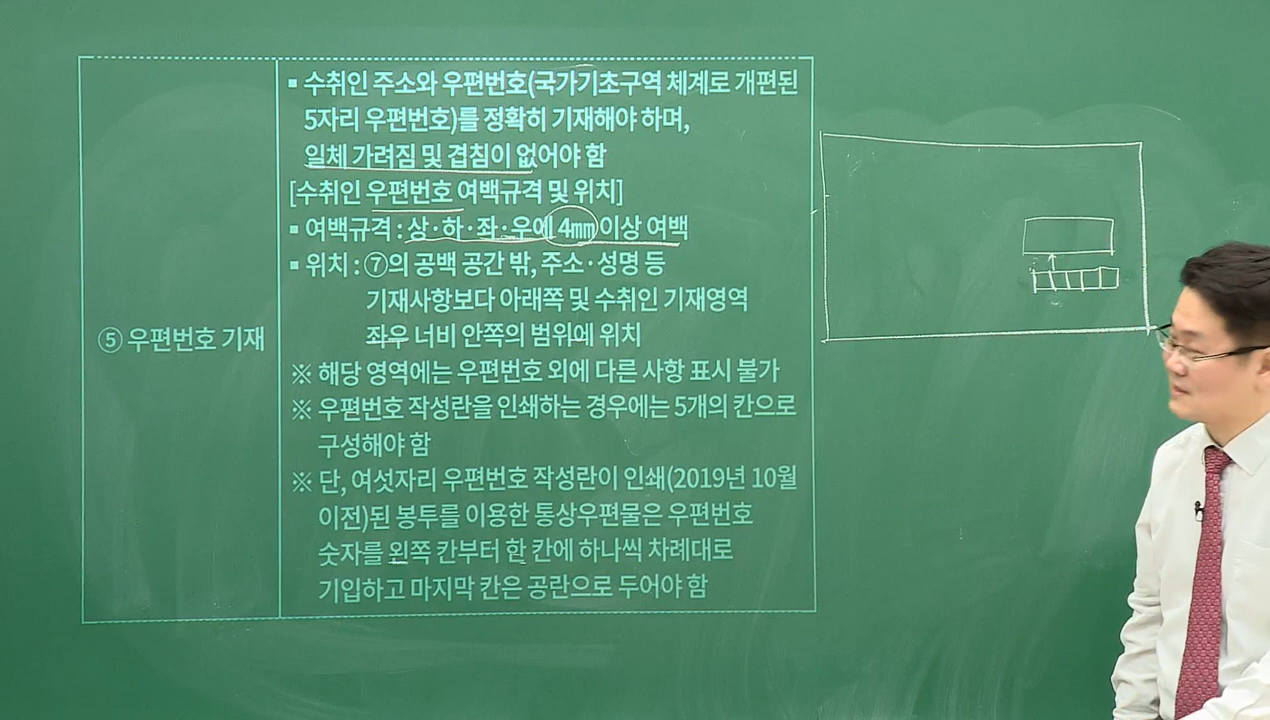 ⑤ 우편번호 기재
▪ 수취인 주소와 우편번호(국가기초구역 체계로 개편된
5자리 우편번호)를 정확히 기재해야 하며,
일체 가려짐 및 겹침이 없어야 함
[수취인 우편번호 여백규격 및 위치]
▪ 여백규격 : 상·하·좌·우에 4㎜ 이상 여백
▪ 위치 : ⑦의 공백 공간 밖, 주소·성명 등
기재사항보다 아래쪽 및 수취인 기재영역
좌우 너비 안쪽의 범위에 위치
※ 해당 영역에는 우편번호 외에 다른 사항 표시 불가
※ 우편번호 작성란을 인쇄하는 경우에는 5개의 칸으로
구성해야 함
※ 단, 여섯자리 우편번호 작성란이 인쇄(2019년 10월
이전)된 봉투를 이용한 통상우편물은 우편번호
숫자를 왼쪽 칸부터 한 칸에 하나씩 차례대로
기입하고 마지막 칸은 공란으로 두어야 함